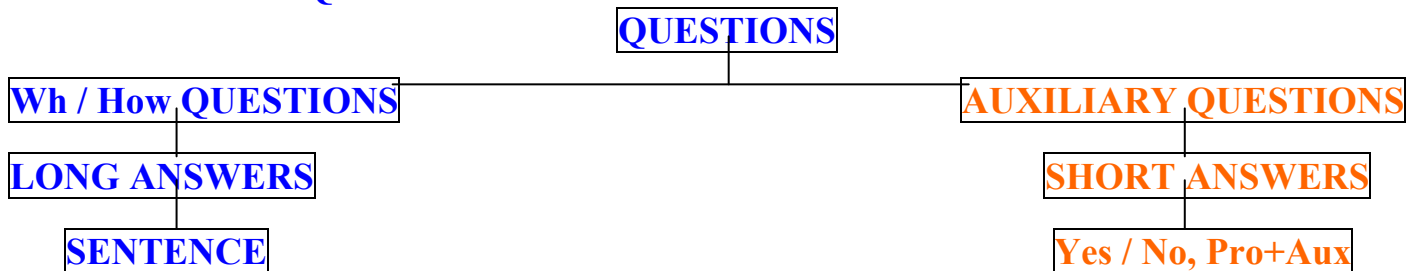 QUESTIONS
Wh / How QUESTIONS AUXILIARY QUESTIONS
LONG ANSWERS SHORT ANSWERS
SENTENCE Yes / No, Pro+Aux